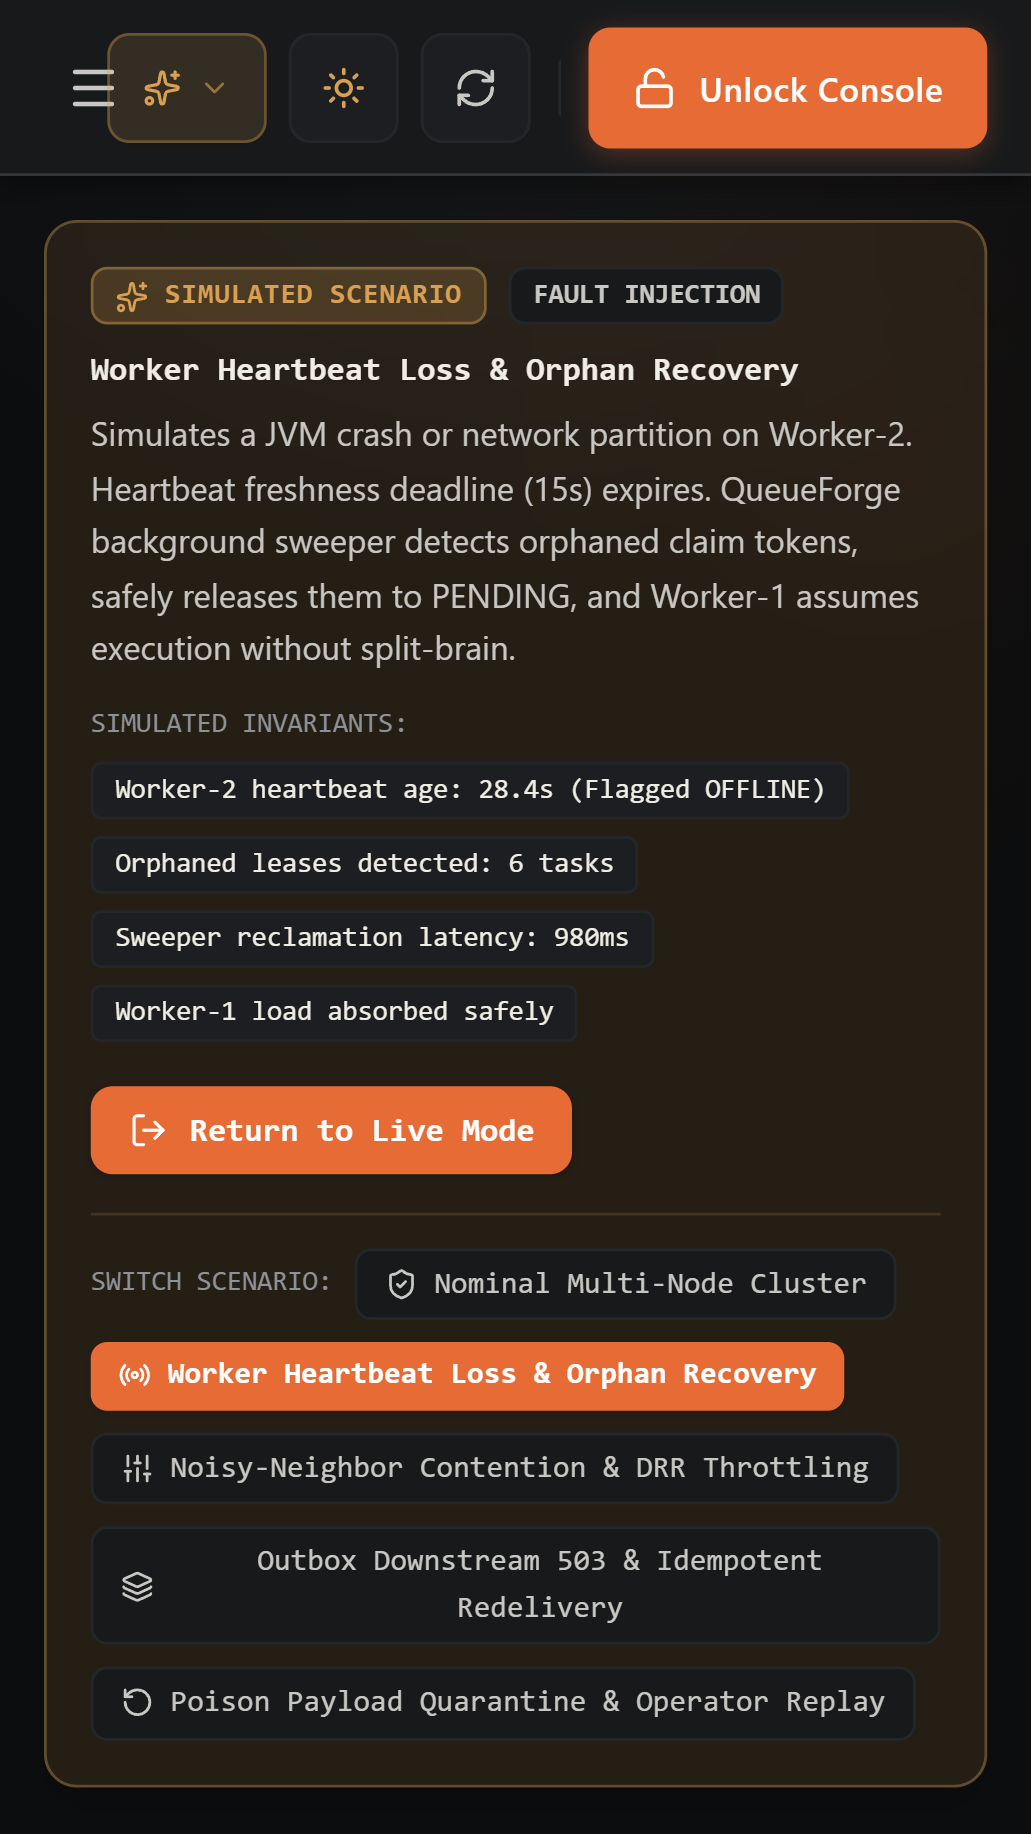 Unlock Console
SIMULATED SCENARIO
FAULT INJECTION
Worker Heartbeat Loss & Orphan Recovery
Simulates a JVM crash or network partition on Worker-2.
Heartbeat freshness deadline (15s) expires. QueueForge
background sweeper detects orphaned claim tokens,
safely releases them to PENDING, and Worker-1 assumes
execution without split-brain.
SIMULATED INVARIANTS:
Worker-2 heartbeat age: 28.4s (Flagged OFFLINE)
Orphaned leases detected: 6 tasks
Sweeper reclamation latency: 980ms
Worker-1 load absorbed safely
Return to Live Mode
SWITCH SCENARIO:
Nominal Multi-Node Cluster
Worker Heartbeat Loss & Orphan Recovery
Noisy-Neighbor Contention & DRR Throttling
Outbox Downstream 503 & Idempotent
Redelivery
Poison Payload Quarantine & Operator Replay